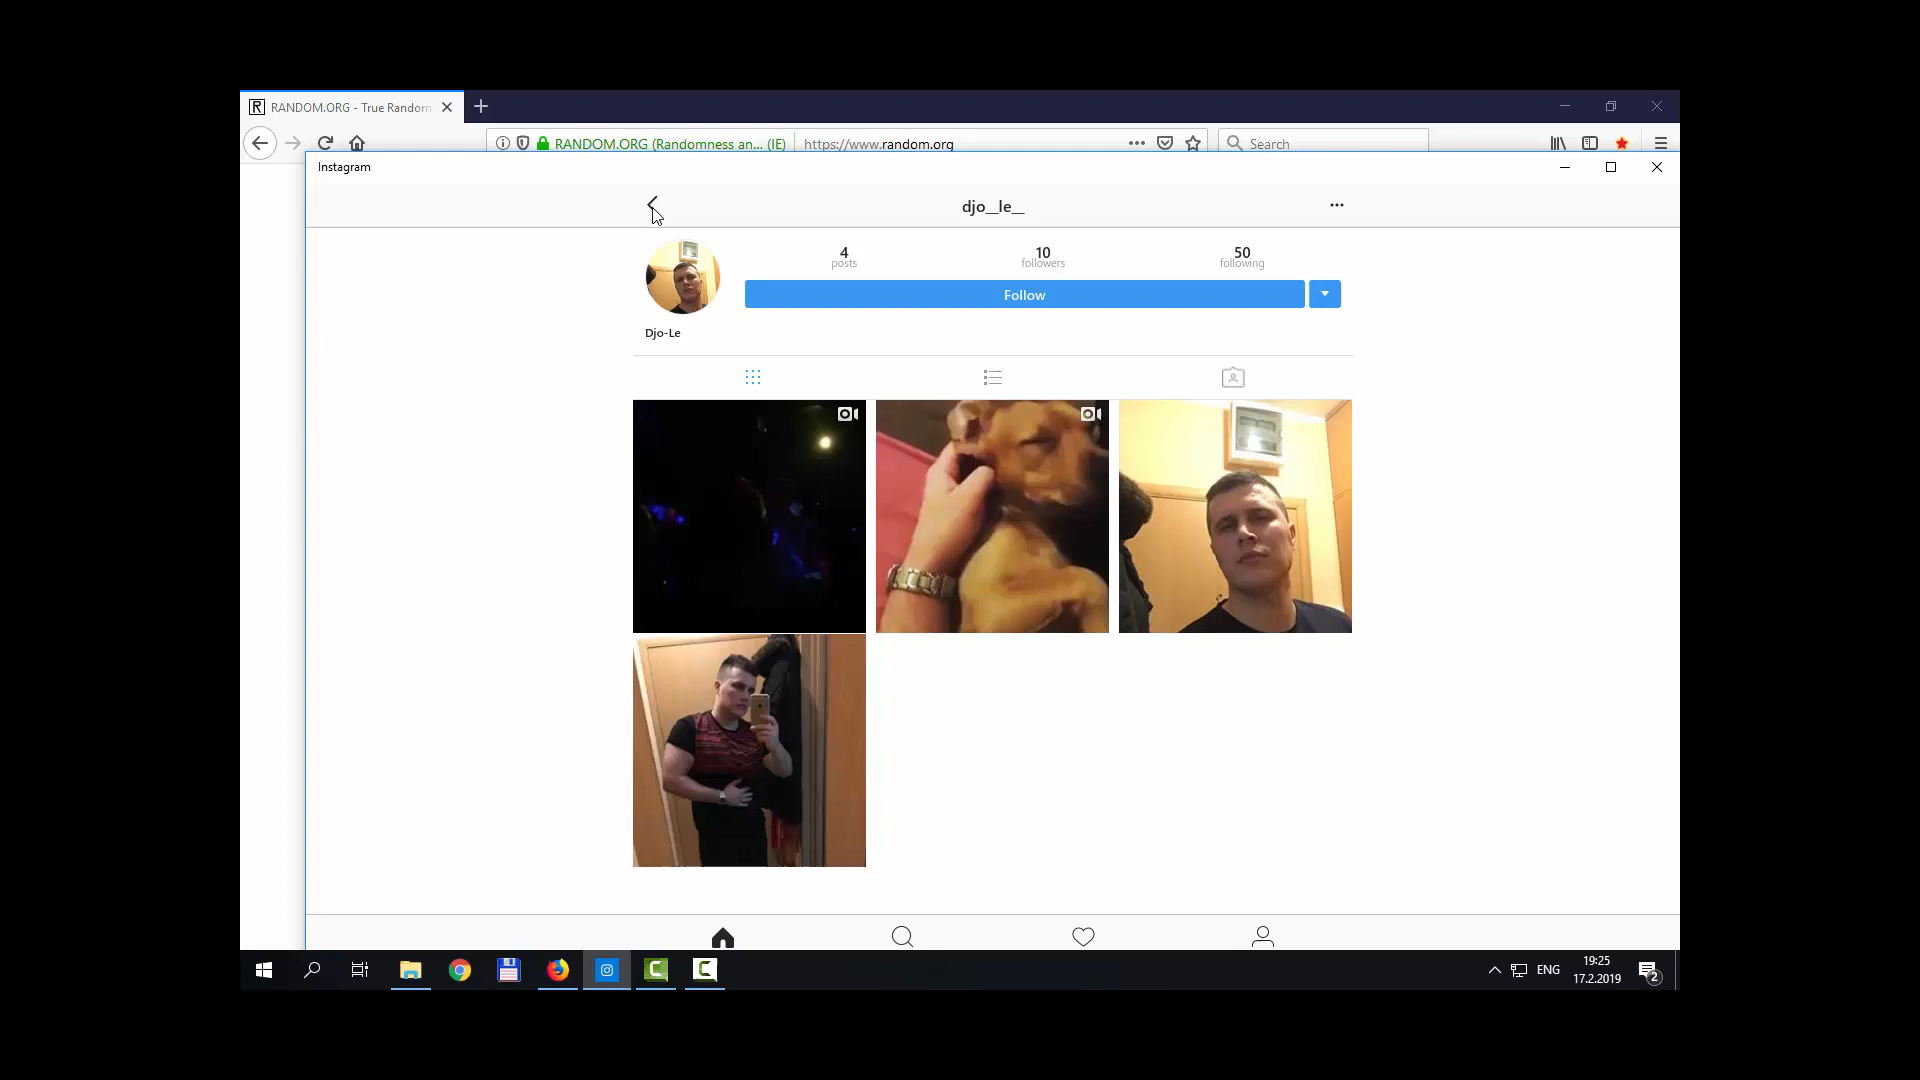 RANDOM.ORG - True Random
RANDOM.ORG (Randomness an... (IE)
https://www.random.org
Search
Instagram
djo__le__
4
posts
10
followers
50
following
Follow
Djo-Le
ENG
19:25
17.2.2019
2